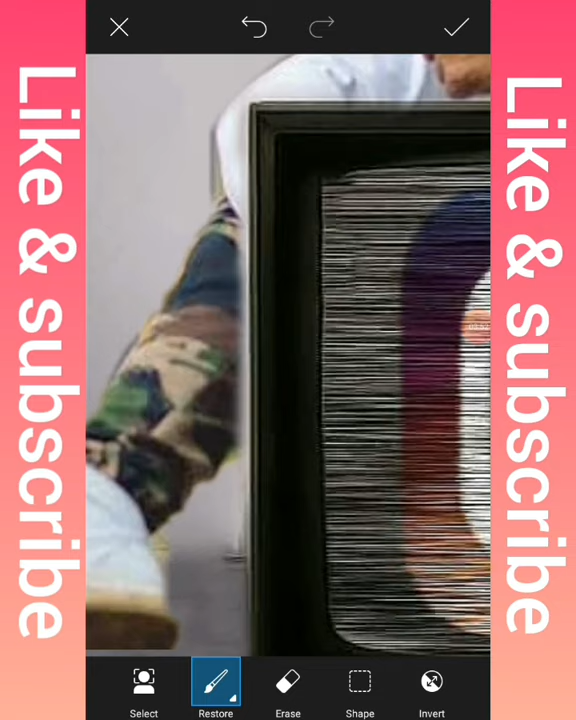 Like & subscribe
Like & subscribe
Select
Restore
Erase
Shape
Invert